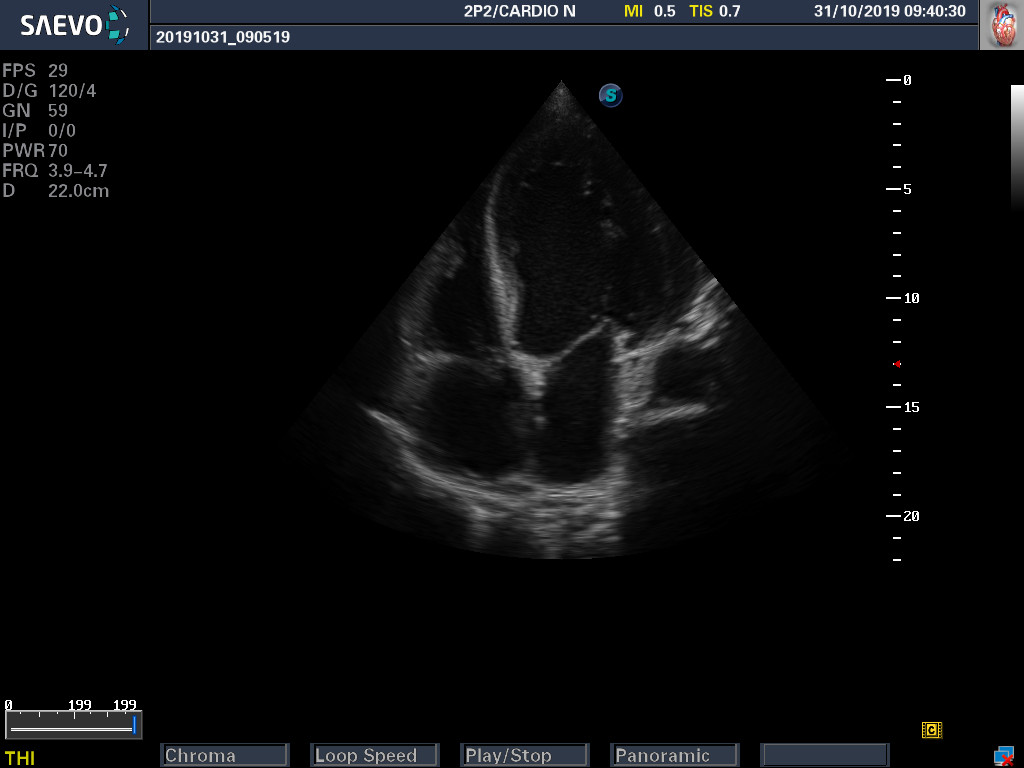 SAEVO
2P2/CARDIO N MI 0.5 TIS 0.7 31/10/2019 09:40:30
20191031_090519
FPS 29
D/G 120/4
GN 59
I/P 0/0
PWR 70
FRQ 3.9-4.7
D 22.0cm
S
0
5
10
15
20
0 199 199
C
THI
Chroma Loop Speed Play/Stop Panoramic